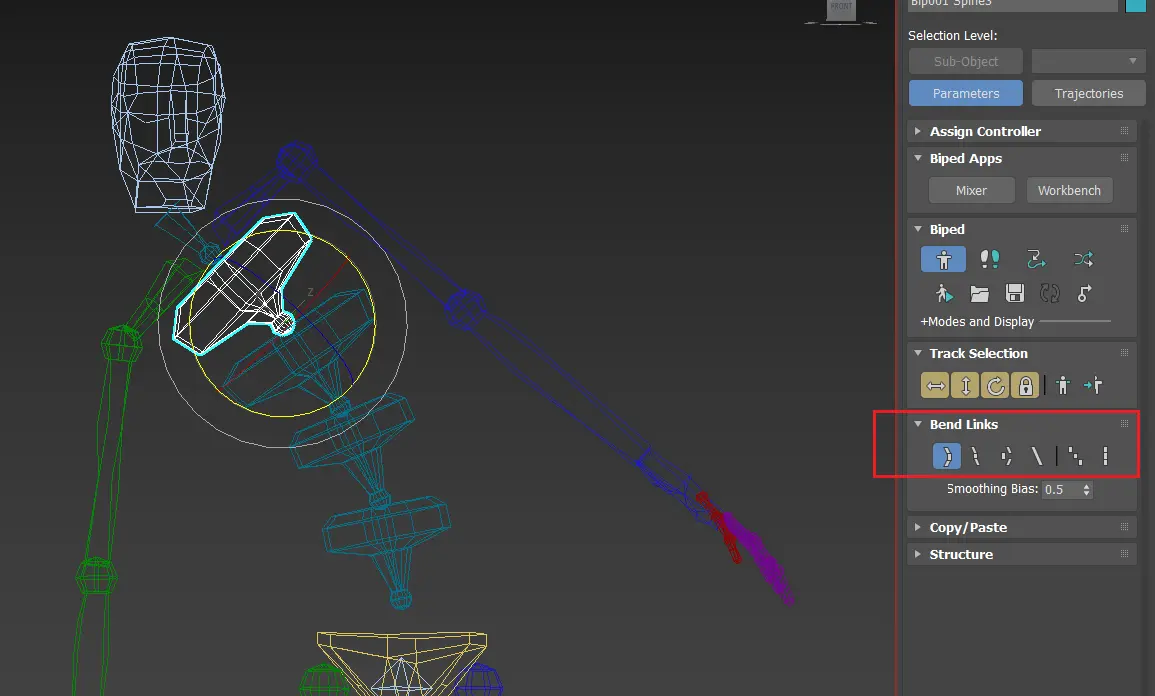 FRONT
Bip001 Spine3
Selection Level:
Sub-Object
Parameters Trajectories
Assign Controller
Biped Apps
Mixer Workbench
Biped
+Modes and Display
Z
Track Selection
Bend Links
Smoothing Bias: 0.5
Copy/Paste
Structure